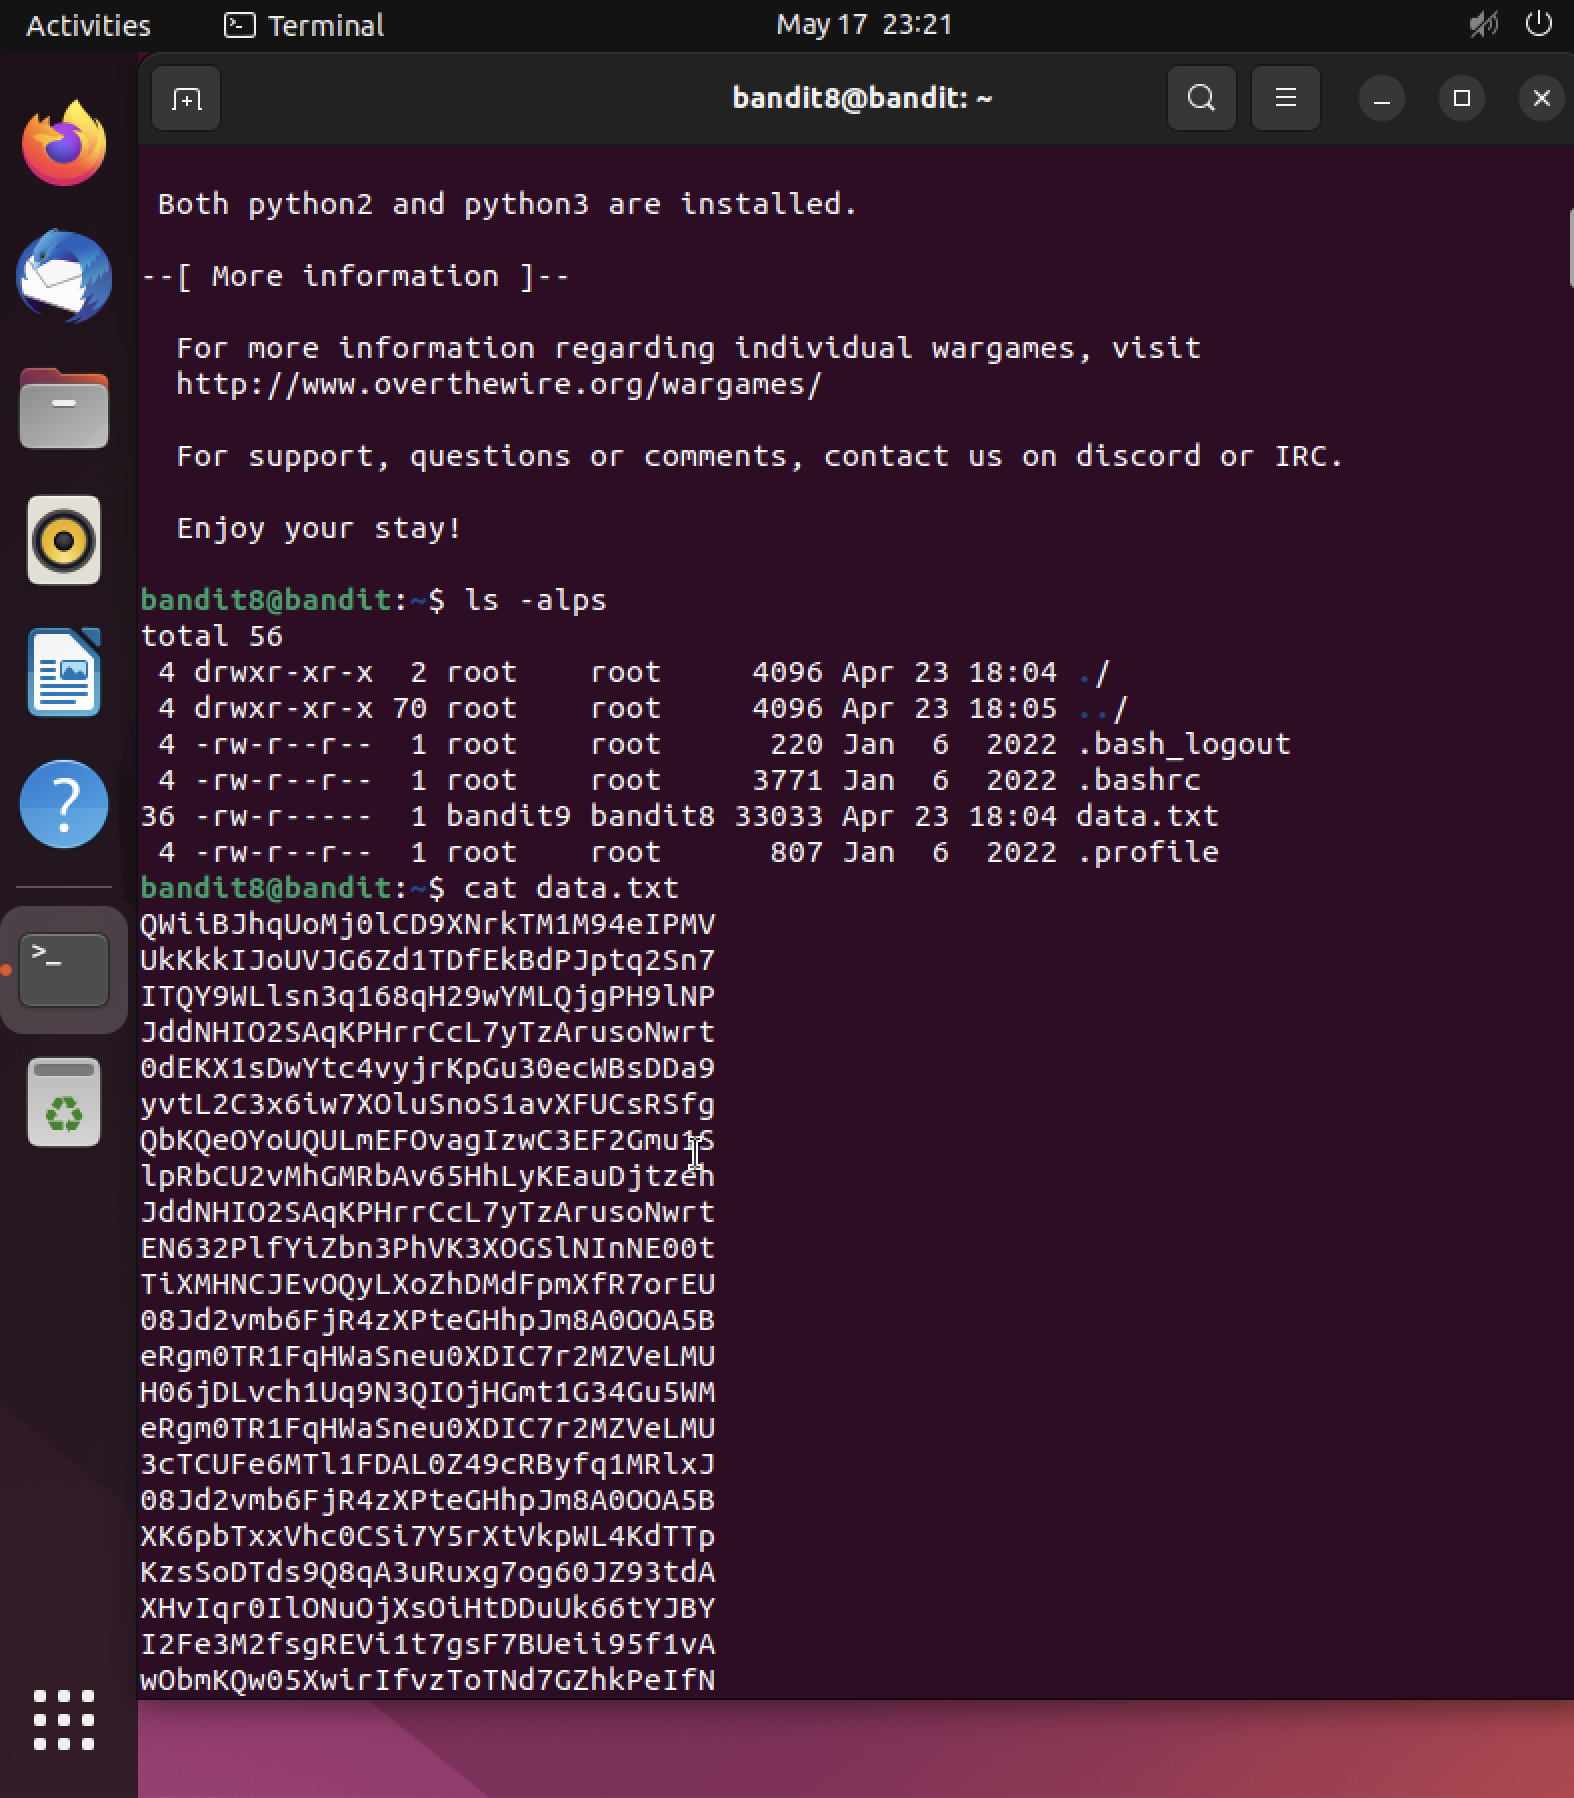 Activities
Terminal
May 17 23:21
bandit8@bandit: ~
Both python2 and python3 are installed.
--[ More information ]--
For more information regarding individual wargames, visit
http://www.overthewire.org/wargames/
For support, questions or comments, contact us on discord or IRC.
Enjoy your stay!
bandit8@bandit:~$ ls -alps
total 56
 4 drwxr-xr-x  2 root    root     4096 Apr 23 18:04 ./
 4 drwxr-xr-x 70 root    root     4096 Apr 23 18:05 ../
 4 -rw-r--r--  1 root    root      220 Jan  6  2022 .bash_logout
 4 -rw-r--r--  1 root    root     3771 Jan  6  2022 .bashrc
36 -rw-r-----  1 bandit9 bandit8 33033 Apr 23 18:04 data.txt
 4 -rw-r--r--  1 root    root      807 Jan  6  2022 .profile
bandit8@bandit:~$ cat data.txt
QWiiBJhqUoMj0lCD9XNrkTM1M94eIPMV
UkKkkIJoUVJG6Zd1TDfEkBdPJptq2Sn7
ITQY9WLlsn3q168qH29wYMLQjgPH9lNP
JddNHIO2SAqKPHrrCcL7yTzArusoNwrt
0dEKX1sDwYtc4vyjrKpGu30ecWBsDDa9
yvtL2C3x6iw7XOluSnoS1avXFUCsRSfg
QbKQeOYoUQULmEFOvagIzwC3EF2Gmu1S
lpRbCU2vMhGMRbAv65HhLyKEauDjtzeh
JddNHIO2SAqKPHrrCcL7yTzArusoNwrt
EN632PlfYiZbn3PhVK3XOGSlNInNE00t
TiXMHNCJEvOQyLXoZhDMdFpmXfR7orEU
08Jd2vmb6FjR4zXPteGHhpJm8A0OOA5B
eRgm0TR1FqHWaSneu0XDIC7r2MZVeLMU
H06jDLvch1Uq9N3QIOjHGmt1G34Gu5WM
eRgm0TR1FqHWaSneu0XDIC7r2MZVeLMU
3cTCUFe6MTl1FDAL0Z49cRByfq1MRlxJ
08Jd2vmb6FjR4zXPteGHhpJm8A0OOA5B
XK6pbTxxVhc0CSi7Y5rXtVkpWL4KdTTp
KzsSoDTds9Q8qA3uRuxg7og60JZ93tdA
XHvIqr0IlONuOjXsOiHtDDuUk66tYJBY
I2Fe3M2fsgREVi1t7gsF7BUeii95f1vA
wObmKQw05XwirIfvzToTNd7GZhkPeIfN